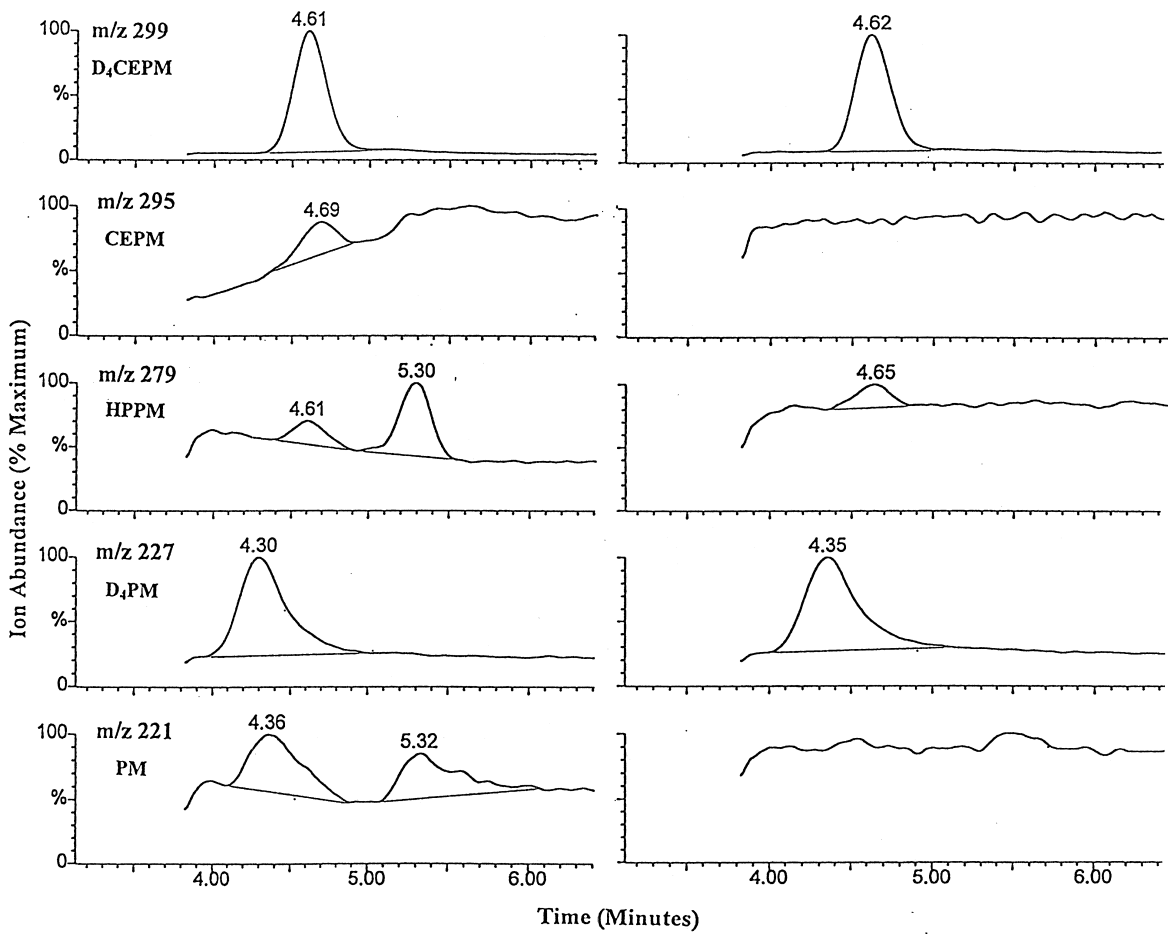 Ion Abundance (% Maximum)
m/z 299
D₄CEPM
100
%
0
4.61
4.62
m/z 295
CEPM
100
%
0
4.69
m/z 279
HPPM
100
%
0
4.61
5.30
4.65
m/z 227
D₄PM
100
%
0
4.30
4.35
m/z 221
PM
100
%
0
4.36
5.32
4.00 5.00 6.00
4.00 5.00 6.00
Time (Minutes)